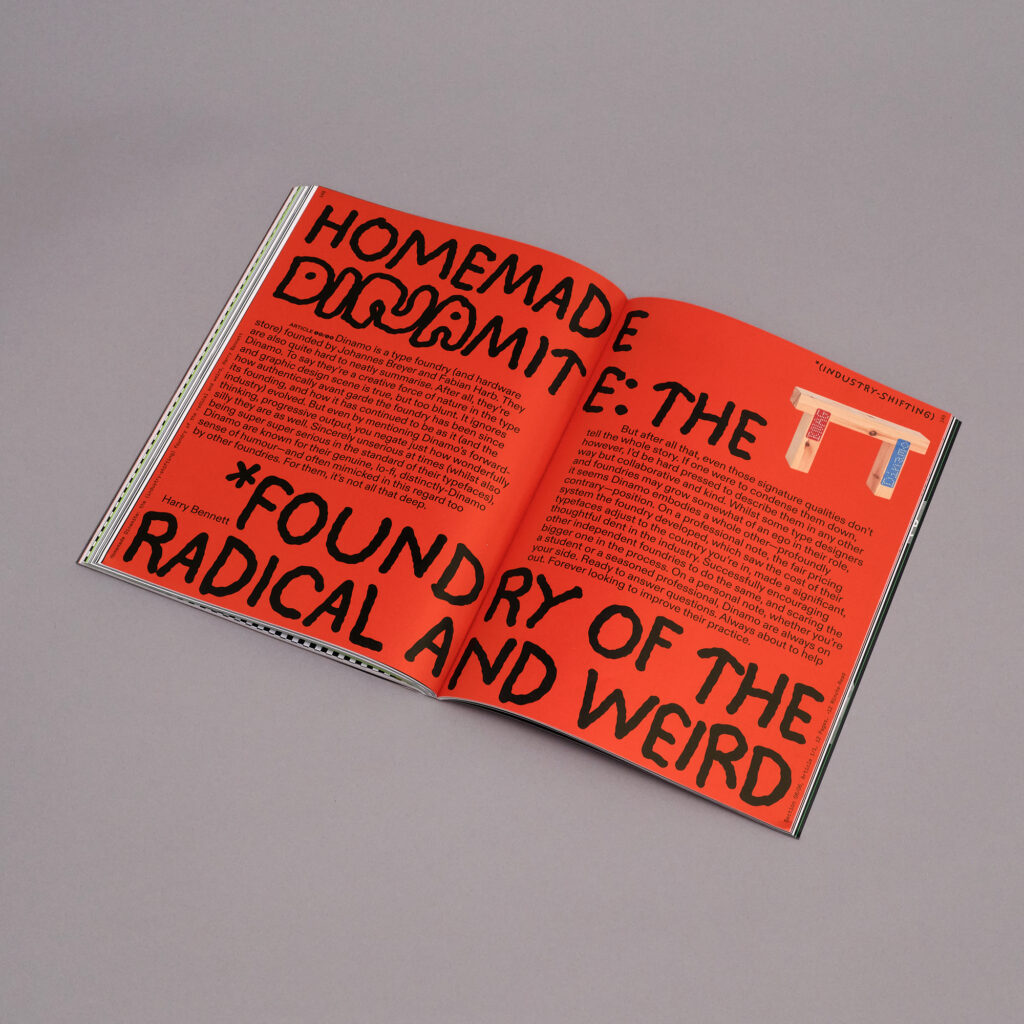 HOMEMADE
DINAMITE: THE
*(INDUSTRY-SHIFTING)
ARTICLE Dinamo is a type foundry (and hardware
store) founded by Johannes Breyer and Fabian Harb. They
are also quite hard to neatly summarise. After all, they're
Dinamo. To say they're a creative force of nature in the type
and graphic design scene is true, but too blunt. It ignores
how authentically avant garde the foundry has been since
its founding, and how it has continued to be as it (and the
industry) evolved. But even by mentioning Dinamo's forward-
thinking, progressive output, you negate just how wonderfully
silly they are as well. Sincerely unserious at times (whilst also
being super super serious in the standard of their typefaces),
Dinamo are known for their genuine, lo-fi, distinctly-Dinamo
sense of humour—and often mimicked in this regard too
by other foundries. For them, it's not all that deep.
Harry Bennett
But after all that, even those signature qualities don't
tell the whole story. If one were to condense them down,
however, I'd be hard pressed to describe them in any other
way but collaborative and kind. Whilst some type designers
and foundries may grow somewhat of an ego in their role,
it seems Dinamo embodies a whole other—profoundly
contrary—position. On a professional note, the fair pricing
system the foundry developed, which saw the cost of their
typefaces adjust to the country you're in, made a significant,
thoughtful dent in the industry. Successfully encouraging
other independent foundries to do the same, and scaring the
bigger one in the process. On a personal note, whether you're
a student or a seasoned professional, Dinamo are always on
your side. Ready to answer questions. Always about to help
out. Forever looking to improve their practice.
*FOUNDRY OF THE
RADICAL AND WEIRD
DINAMO